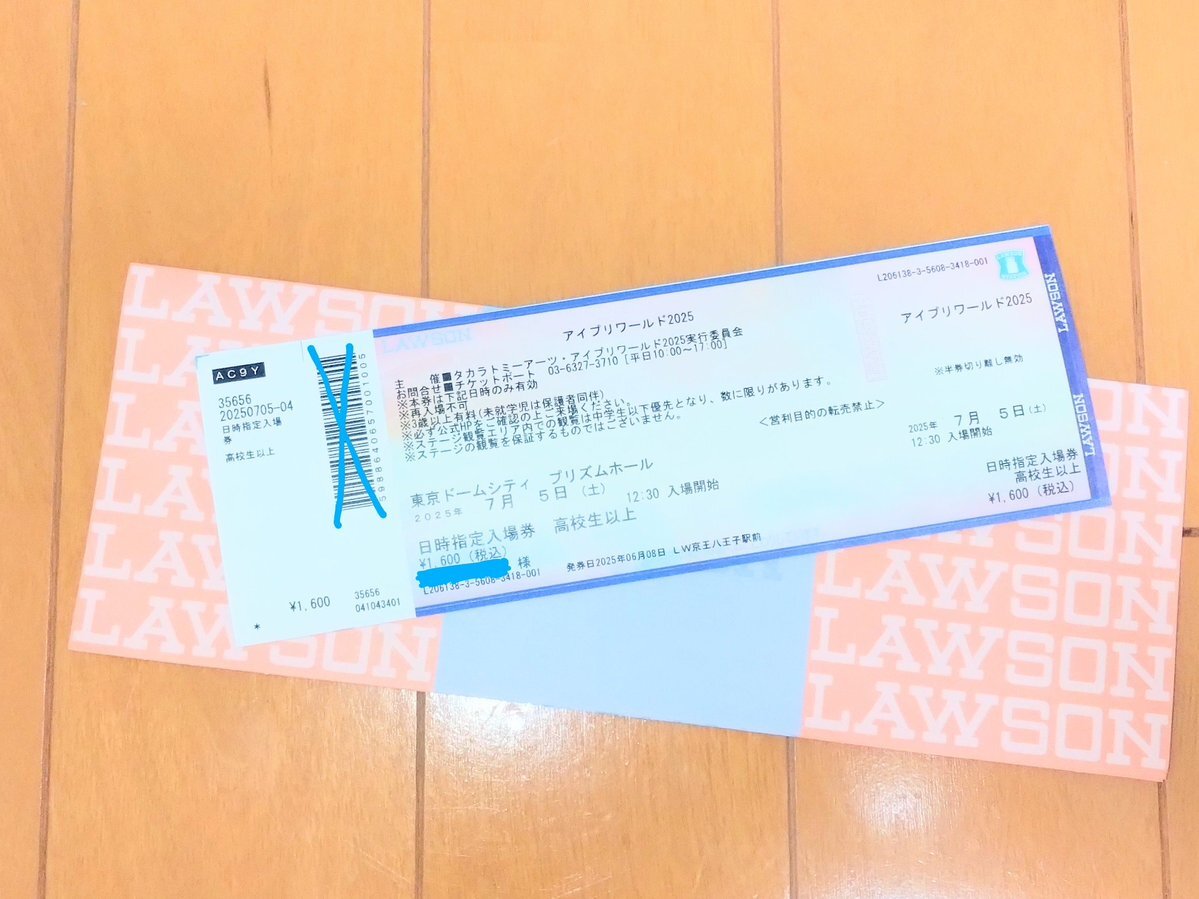 AC9Y
35656
20250705-04
日時指定入場
券
高校生以上
5988640657001005
¥1,600
35656
041043401
*
アイプリワールド2025
主　　催■タカラトミーアーツ・アイプリワールド2025実行委員会
お問合せ■チケットポート　03-6327-3710［平日10:00～17:00］
※本券は下記日時のみ有効
※再入場不可
※3歳以上有料(未就学児は保護者同伴)
※必ず公式HPをご確認の上ご来場ください。
※ステージ観覧エリア内での観覧は中学生以下優先となり、数に限りがあります。
※ステージの観覧を保証するものではございません。
＜営利目的の転売禁止＞
東京ドームシティ　プリズムホール
2025年　7月　5日（土）　12:30 入場開始
日時指定入場券　高校生以上
¥1,600（税込）
様
L205138-3-5608-3418-001
発券日2025年06月08日 LW京王八王子駅前
L205138-3-5608-3418-001
アイプリワールド2025
※半券切り離し無効
2025年　7月　5日（土）
12:30 入場開始
日時指定入場券
高校生以上
¥1,600（税込）
LAWSON
LAWSON
LAWSON
LAWSON
LAWSON
LAWSON
LAWSON
LAWSON